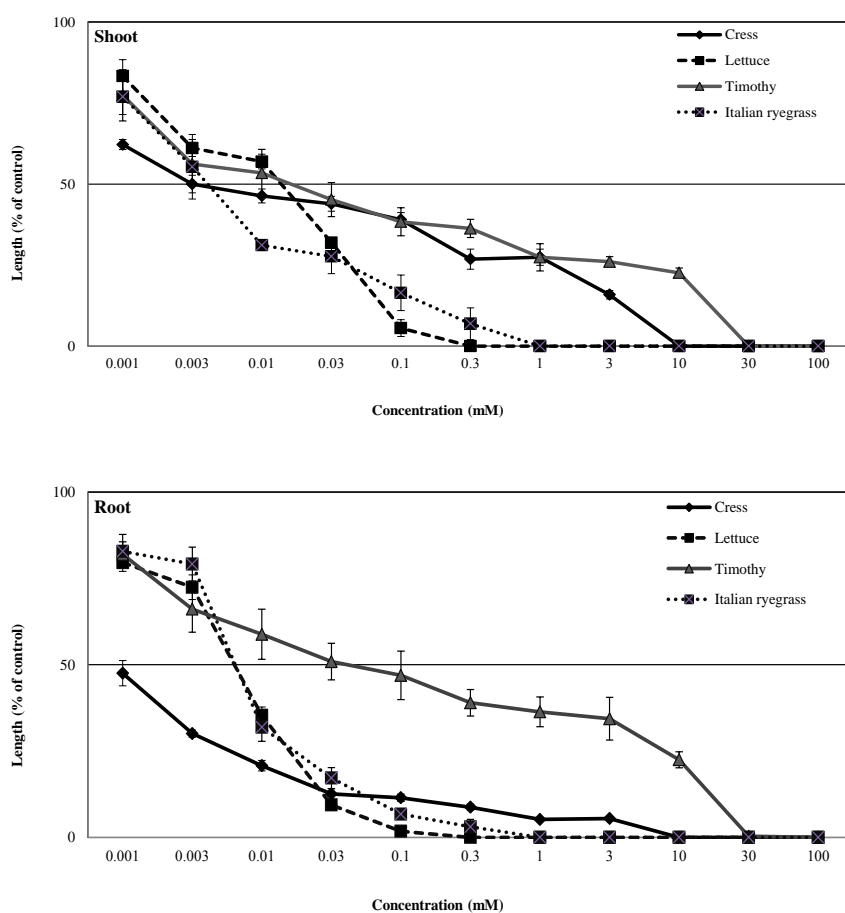 100
Shoot
Cress
Lettuce
Timothy
Italian ryegrass
Length (% of control)
50
0
0.001 0.003 0.01 0.03 0.1 0.3 1 3 10 30 100
Concentration (mM)
100
Root
Cress
Lettuce
Timothy
Italian ryegrass
Length (% of control)
50
0
0.001 0.003 0.01 0.03 0.1 0.3 1 3 10 30 100
Concentration (mM)